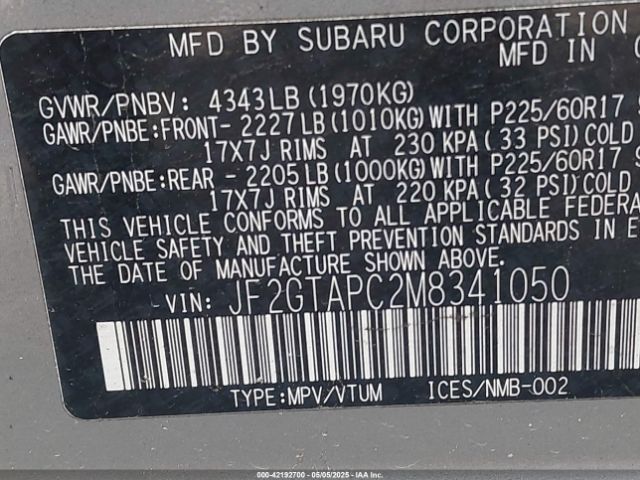 MFD BY SUBARU CORPORATION
MFD IN
GVWR/PNBV: 4343LB(1970KG)
GAWR/PNBE:FRONT- 2227LB(1010KG)WITH P225/60R17
17X7J RIMS AT 230 KPA(33 PSI)COLD
GAWR/PNBE:REAR - 2205LB(1000KG)WITH P225/60R17
17X7J RIMS AT 220 KPA(32 PSI)COLD
THIS VEHICLE CONFORMS TO ALL APPLICABLE FEDERA
VEHICLE SAFETY AND THEFT PREVENTION STANDARDS IN E
THE DATE OF MANUFACTURE SHOWN ABOVE.
VIN: JF2GTAPC2M8341050
TYPE:MPV/VTUM ICES/NMB-002
000-42192700 - 05/05/2025 - IAAI.COM